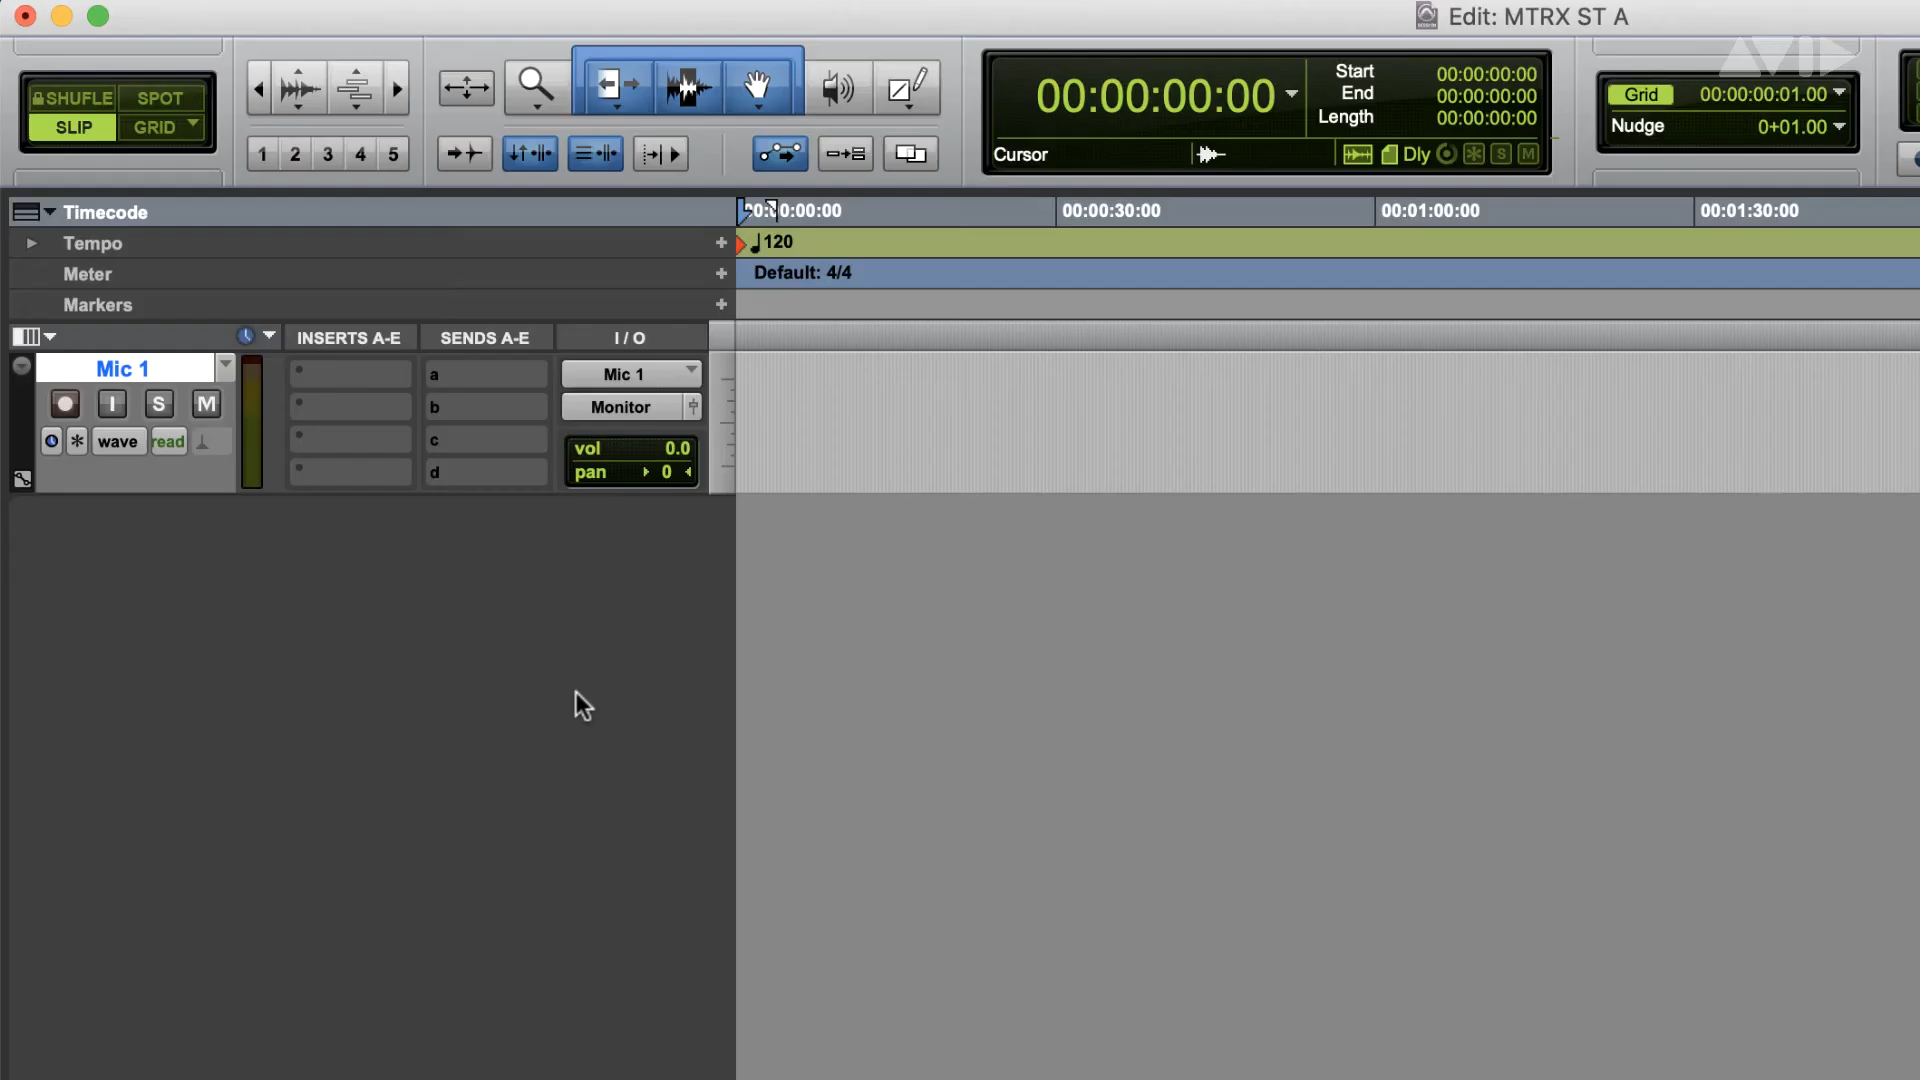 Edit: MTRX ST A
AVID
SHUFFLE SPOT
SLIP GRID
1 2 3 4 5
00:00:00:00
Start 00:00:00:00
End 00:00:00:00
Length 00:00:00:00
Cursor
Dly
S M
Grid 00:00:00:01.00
Nudge 0+01.00
Timecode
00:00:30:00 00:01:00:00 00:01:30:00
Tempo + 120
Meter + Default: 4/4
Markers +
INSERTS A-E SENDS A-E I / O
Mic 1
I S M
wave read
a
b
c
d
Mic 1
Monitor
vol 0.0
pan 0